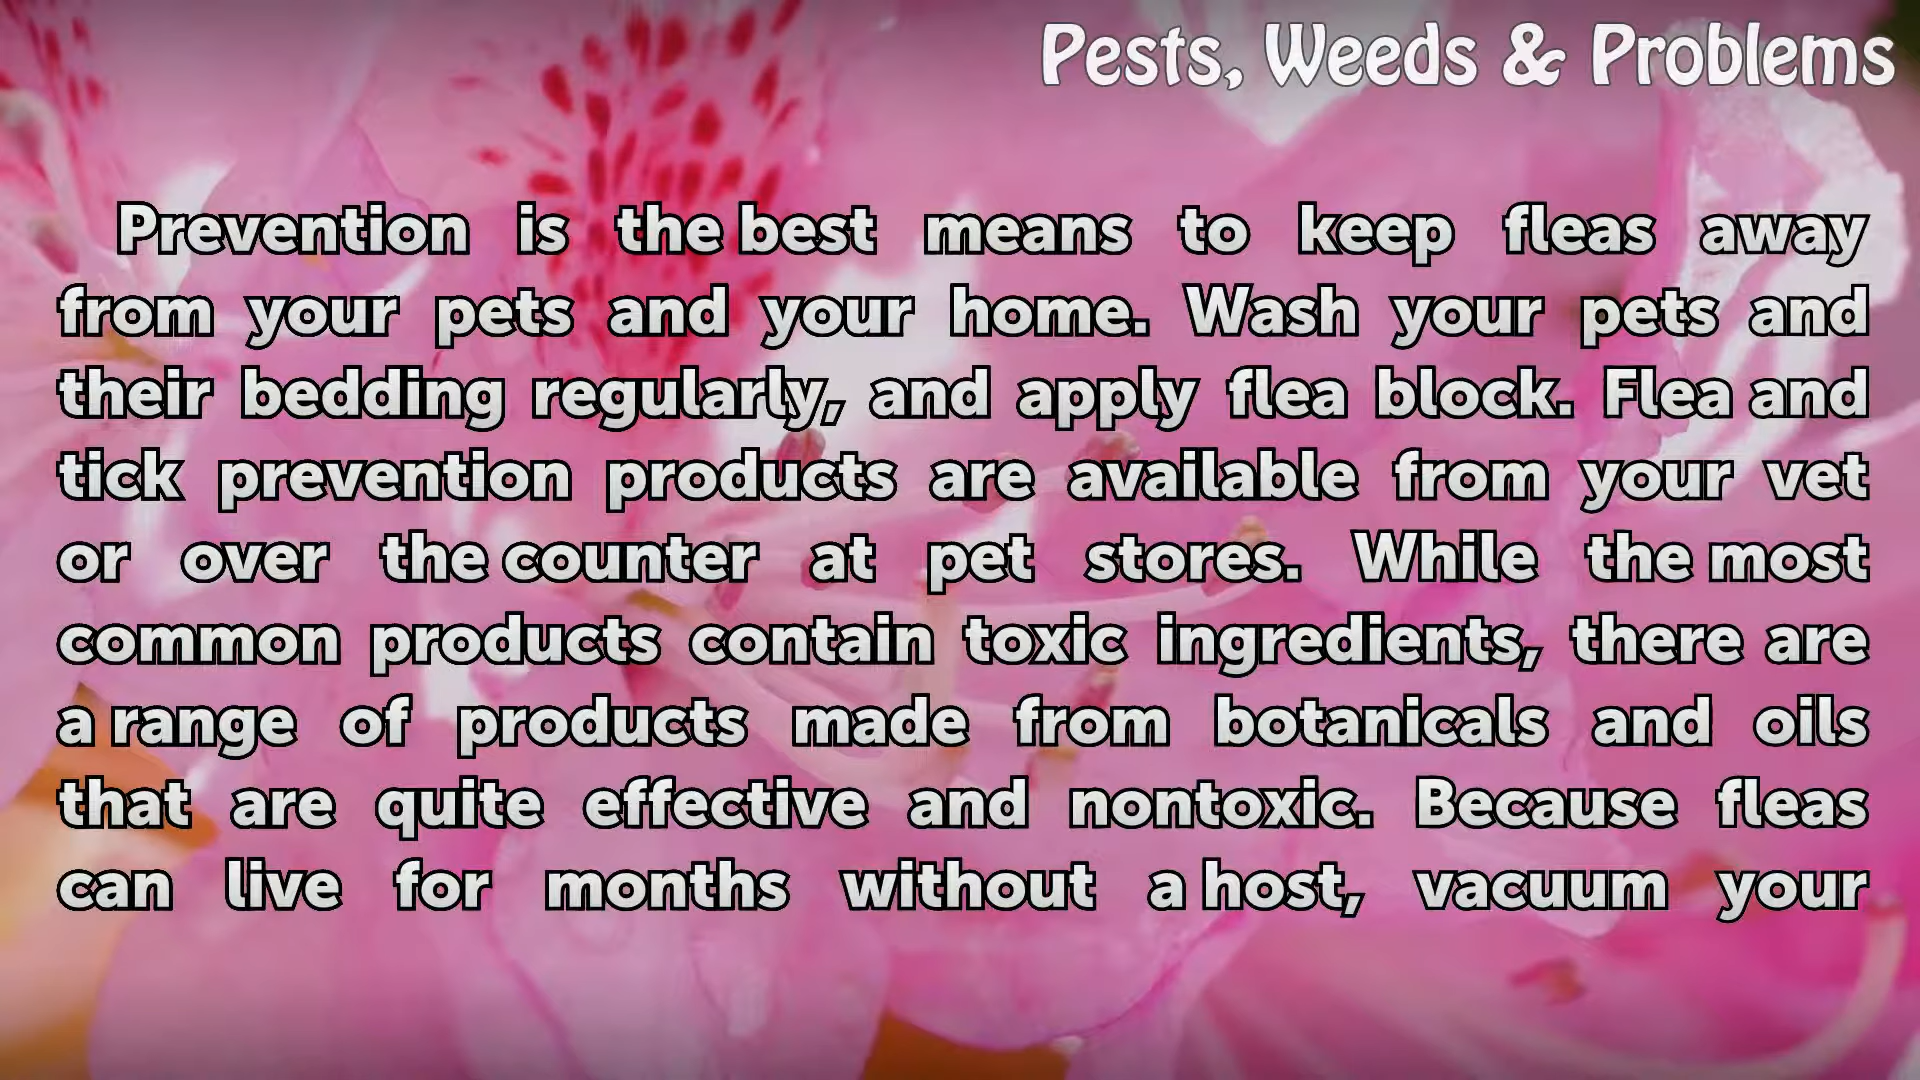 Pests, Weeds & Problems
Prevention is the best means to keep fleas away
from your pets and your home. Wash your pets and
their bedding regularly, and apply flea block. Flea and
tick prevention products are available from your vet
or over the counter at pet stores. While the most
common products contain toxic ingredients, there are
a range of products made from botanicals and oils
that are quite effective and nontoxic. Because fleas
can live for months without a host, vacuum your